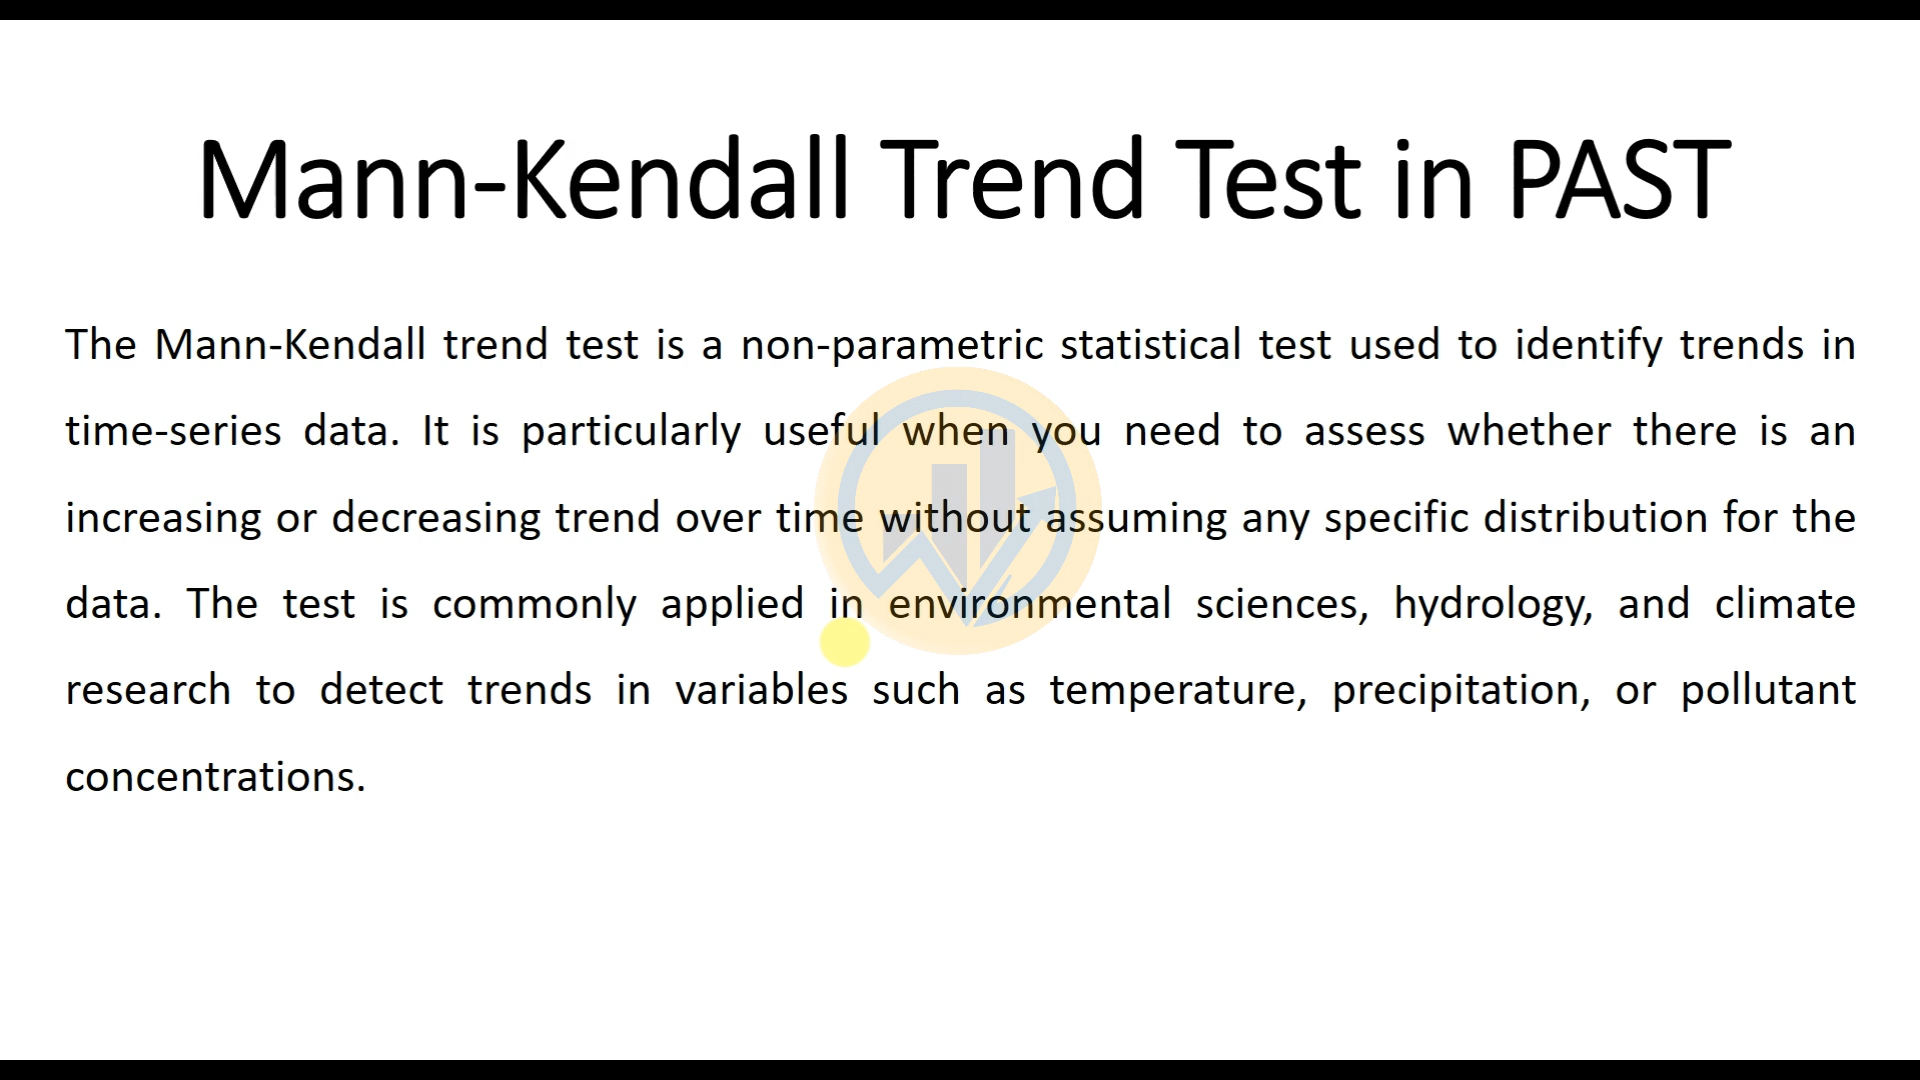 Mann-Kendall Trend Test in PAST
The Mann-Kendall trend test is a non-parametric statistical test used to identify trends in
time-series data. It is particularly useful when you need to assess whether there is an
increasing or decreasing trend over time without assuming any specific distribution for the
data. The test is commonly applied in environmental sciences, hydrology, and climate
research to detect trends in variables such as temperature, precipitation, or pollutant
concentrations.